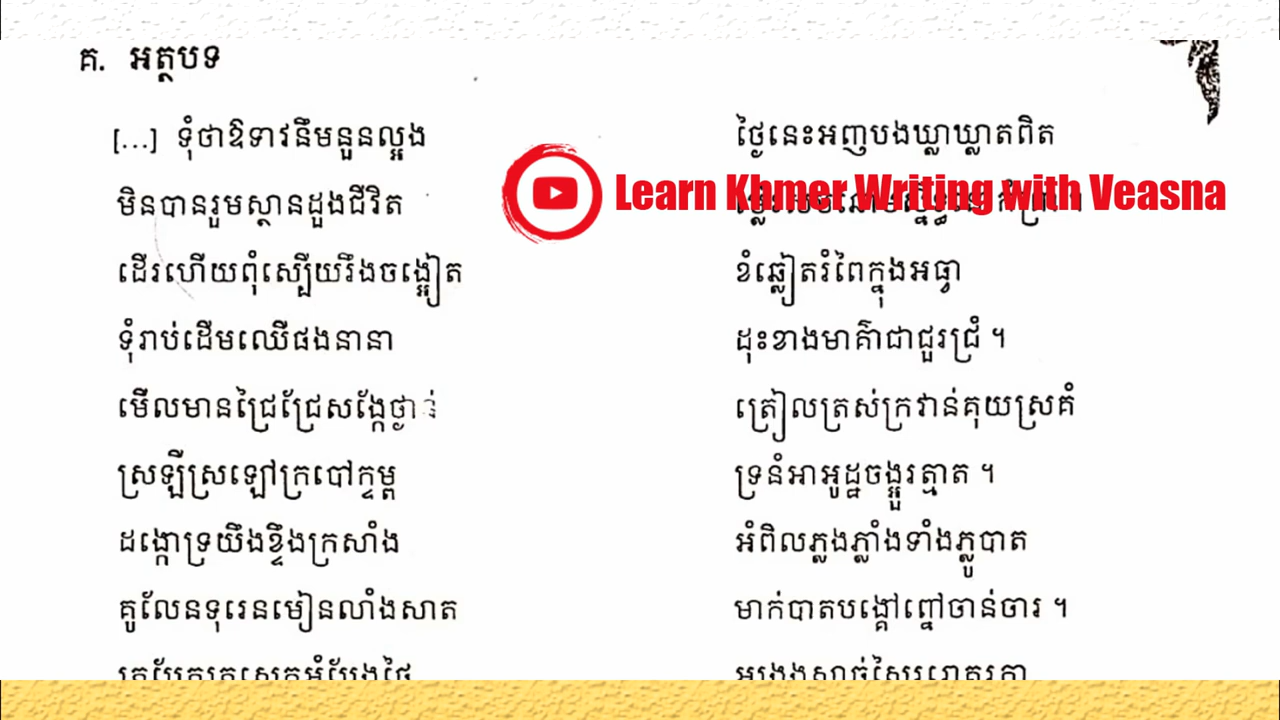 គ. អត្ថបទ
[...] ទុំថាឱទាវនឹមនួនល្អង ថ្ងៃនេះអញបងឃ្លាឃ្លាតពិត
Learn Khmer Writing with Veasna
មិនបានរួមស្ថានដួងជីវិត
ដើរហើយពុំស្បើយរឹងចង្អៀត ខំឆ្លៀតរំពៃក្នុងអធ្វា
ទុំរាប់ដើមឈើផងនានា ដុះខាងមាគ៌ាជាជួរជ្រំ ។
មើលមានជ្រៃជ្រែសង្កែថ្ងាន់ ត្រៀលត្រស់ក្រវាន់គុយស្រគំ
ស្រឡីស្រឡៅក្របៅក្ទម្ព ទ្រនំអាអូដ្ឋចង្អួរត្មាត ។
ដង្កោទ្រយឹងខ្ទឹងក្រសាំង អំពិលភ្លងភ្លាំងទាំងភ្លូបាត
គូលែនទុរេនមៀនលាំងសាត មាក់បាតបង្គៅព្នៅចាន់ចារ ។